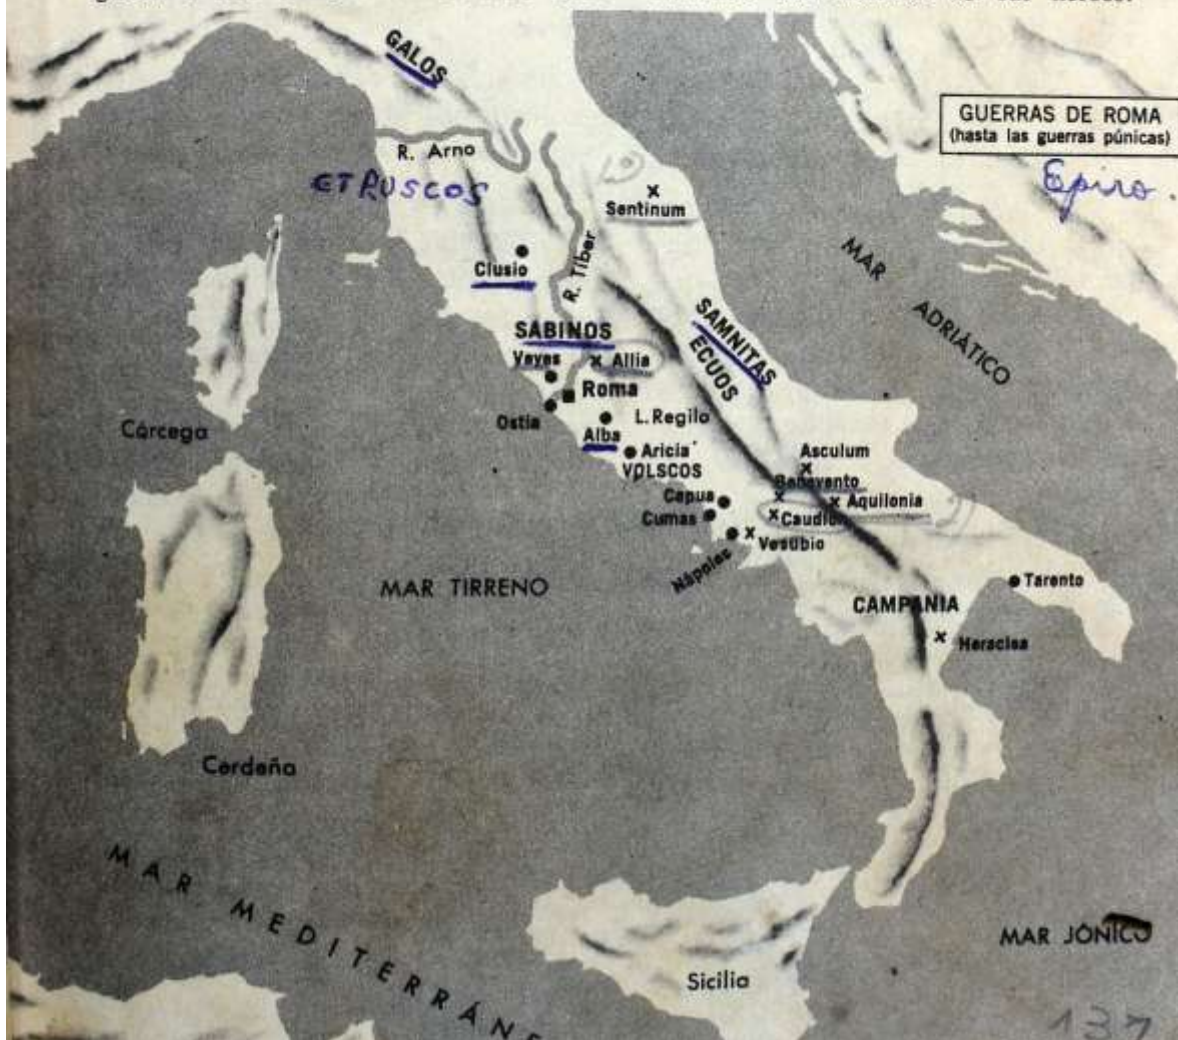 GALOS
GUERRAS DE ROMA
(hasta las guerras púnicas)
R. Arno
ETRUSCOS
Epiro.
Sentinum
MAR ADRIÁTICO
Clusio
R. Tíber
SABINOS
SAMNITAS
ECUOS
Veyes
Allia
Roma
Ostia
L. Regilo
Alba
Aricia
VOLSCOS
Córcega
Asculum
Benevento
Capua
Aquilonia
Cumas
Vesubio
Nápoles
MAR TIRRENO
Tarento
CAMPANIA
Heraclea
Cerdeña
MAR MEDITERRÁNE
MAR JÓNICO
Sicilia
137